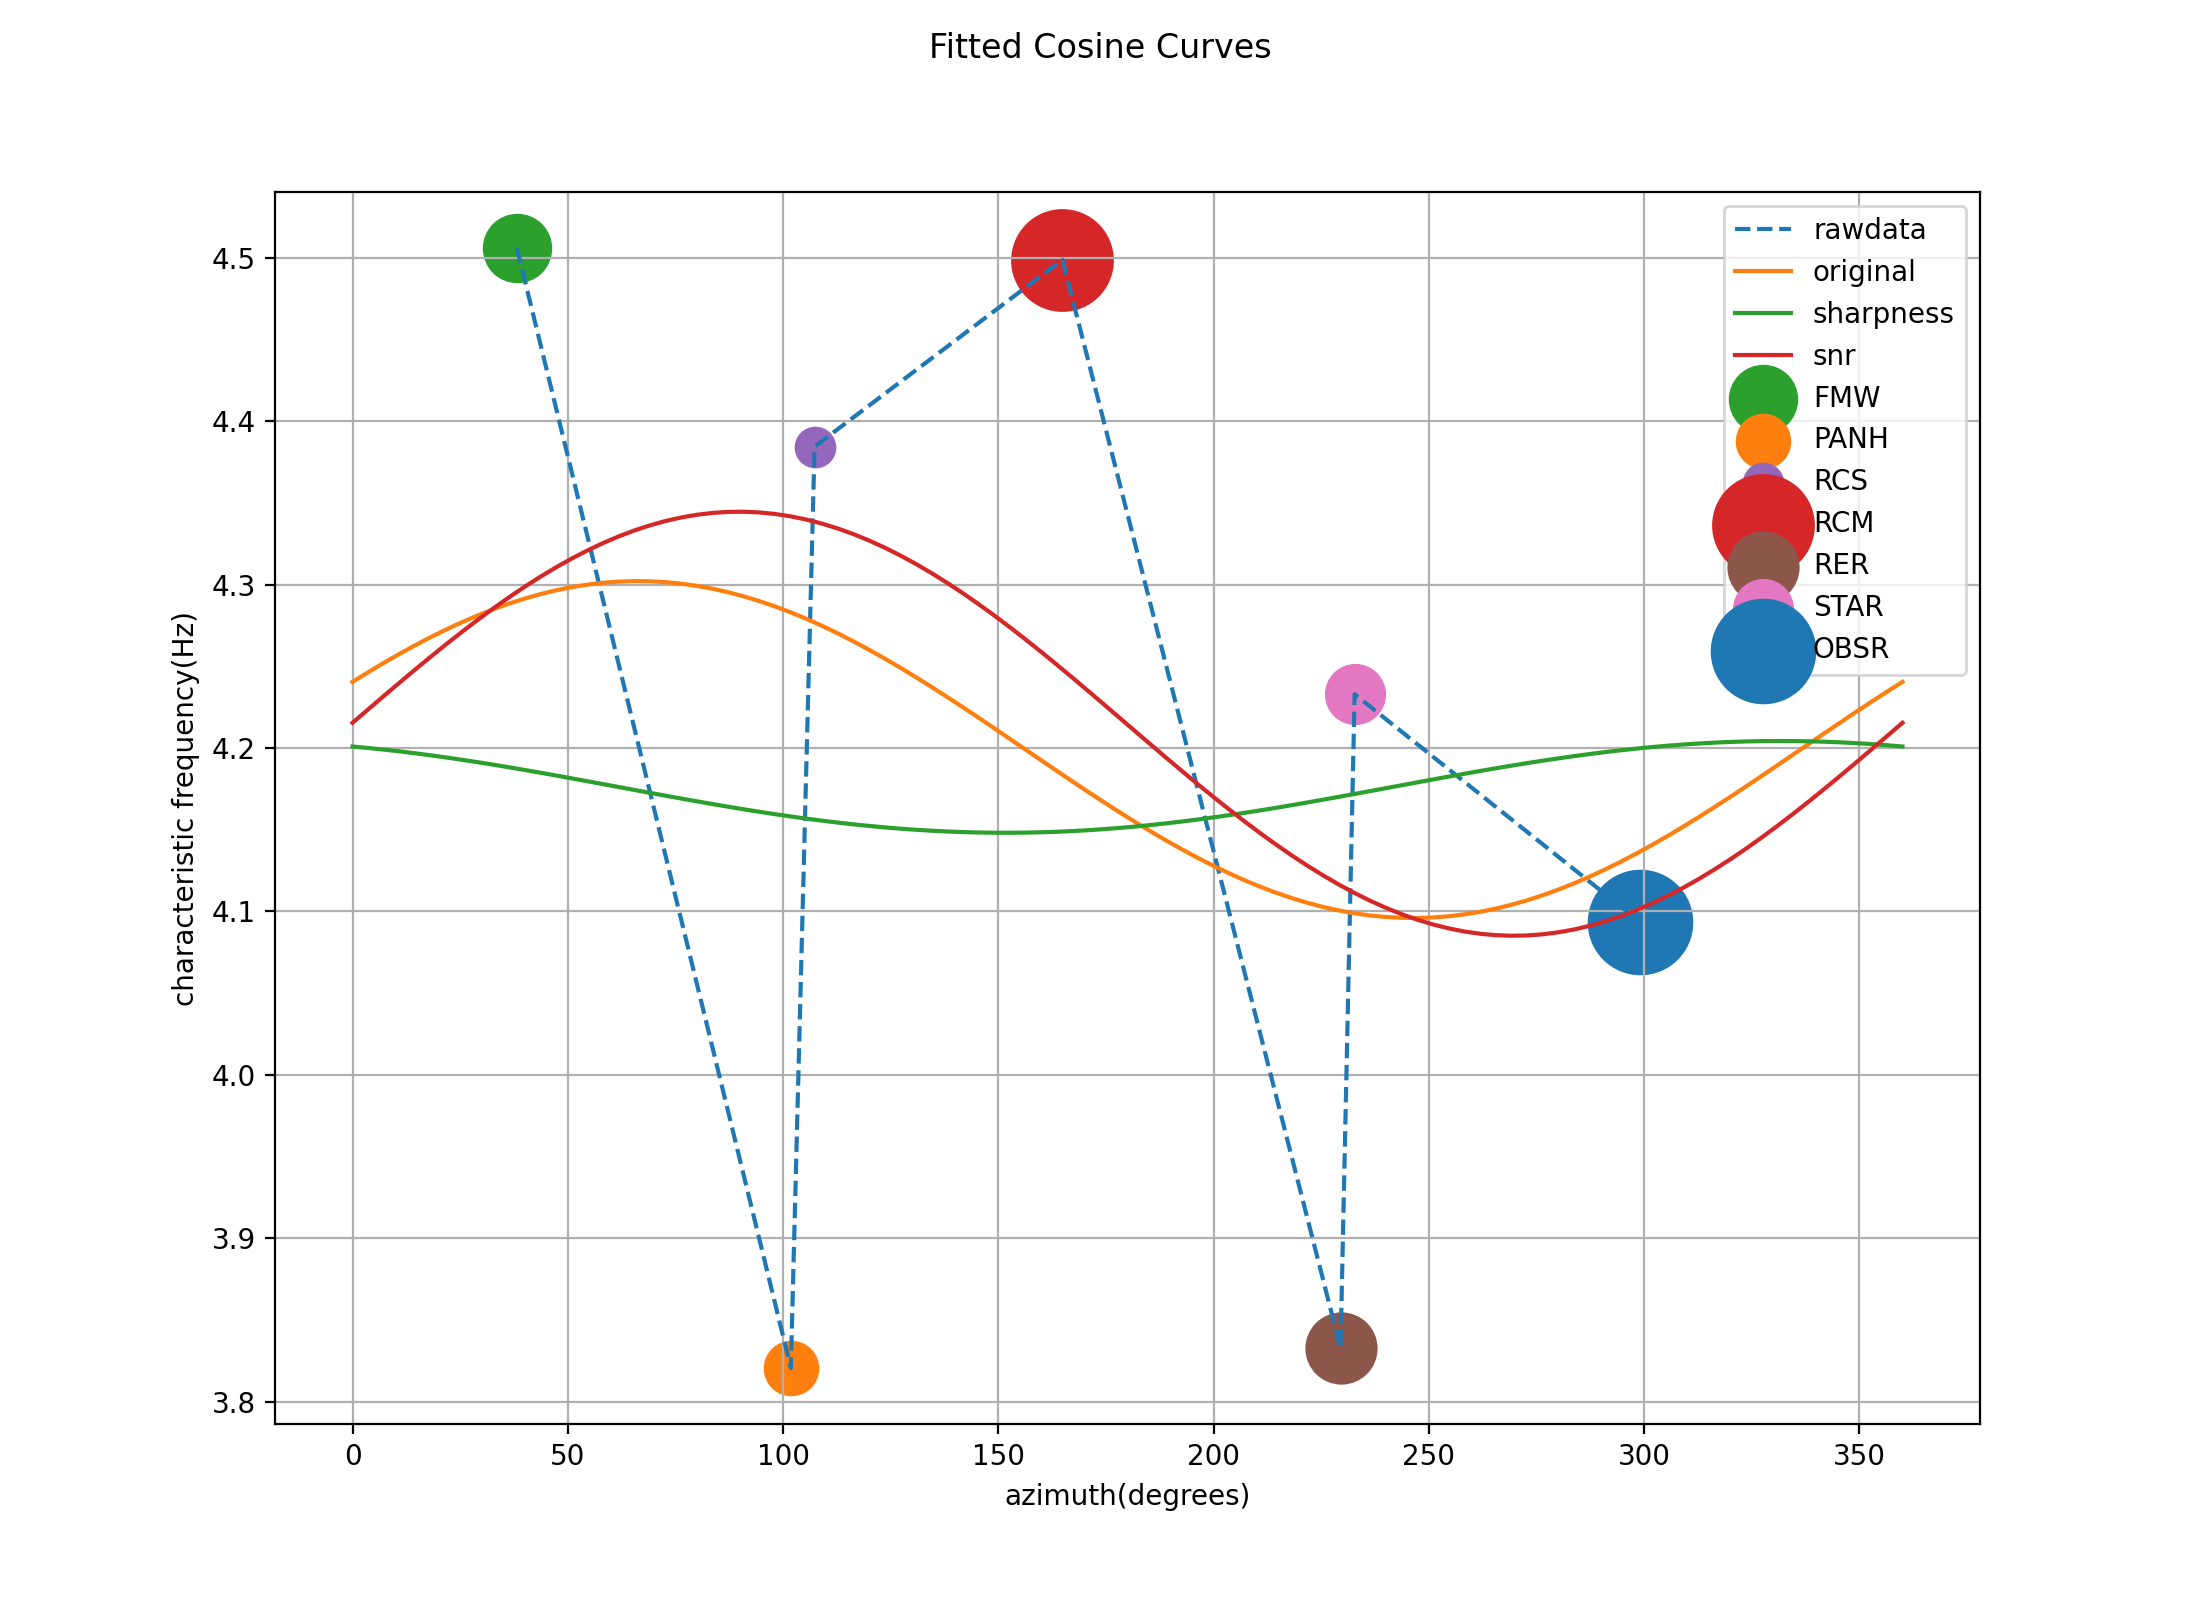 Fitted Cosine Curves
characteristic frequency(Hz)
4.5
4.4
4.3
4.2
4.1
4.0
3.9
3.8
rawdata
original
sharpness
snr
FMW
PANH
RCS
RCM
RER
STAR
OBSR
0 50 100 150 200 250 300 350
azimuth(degrees)